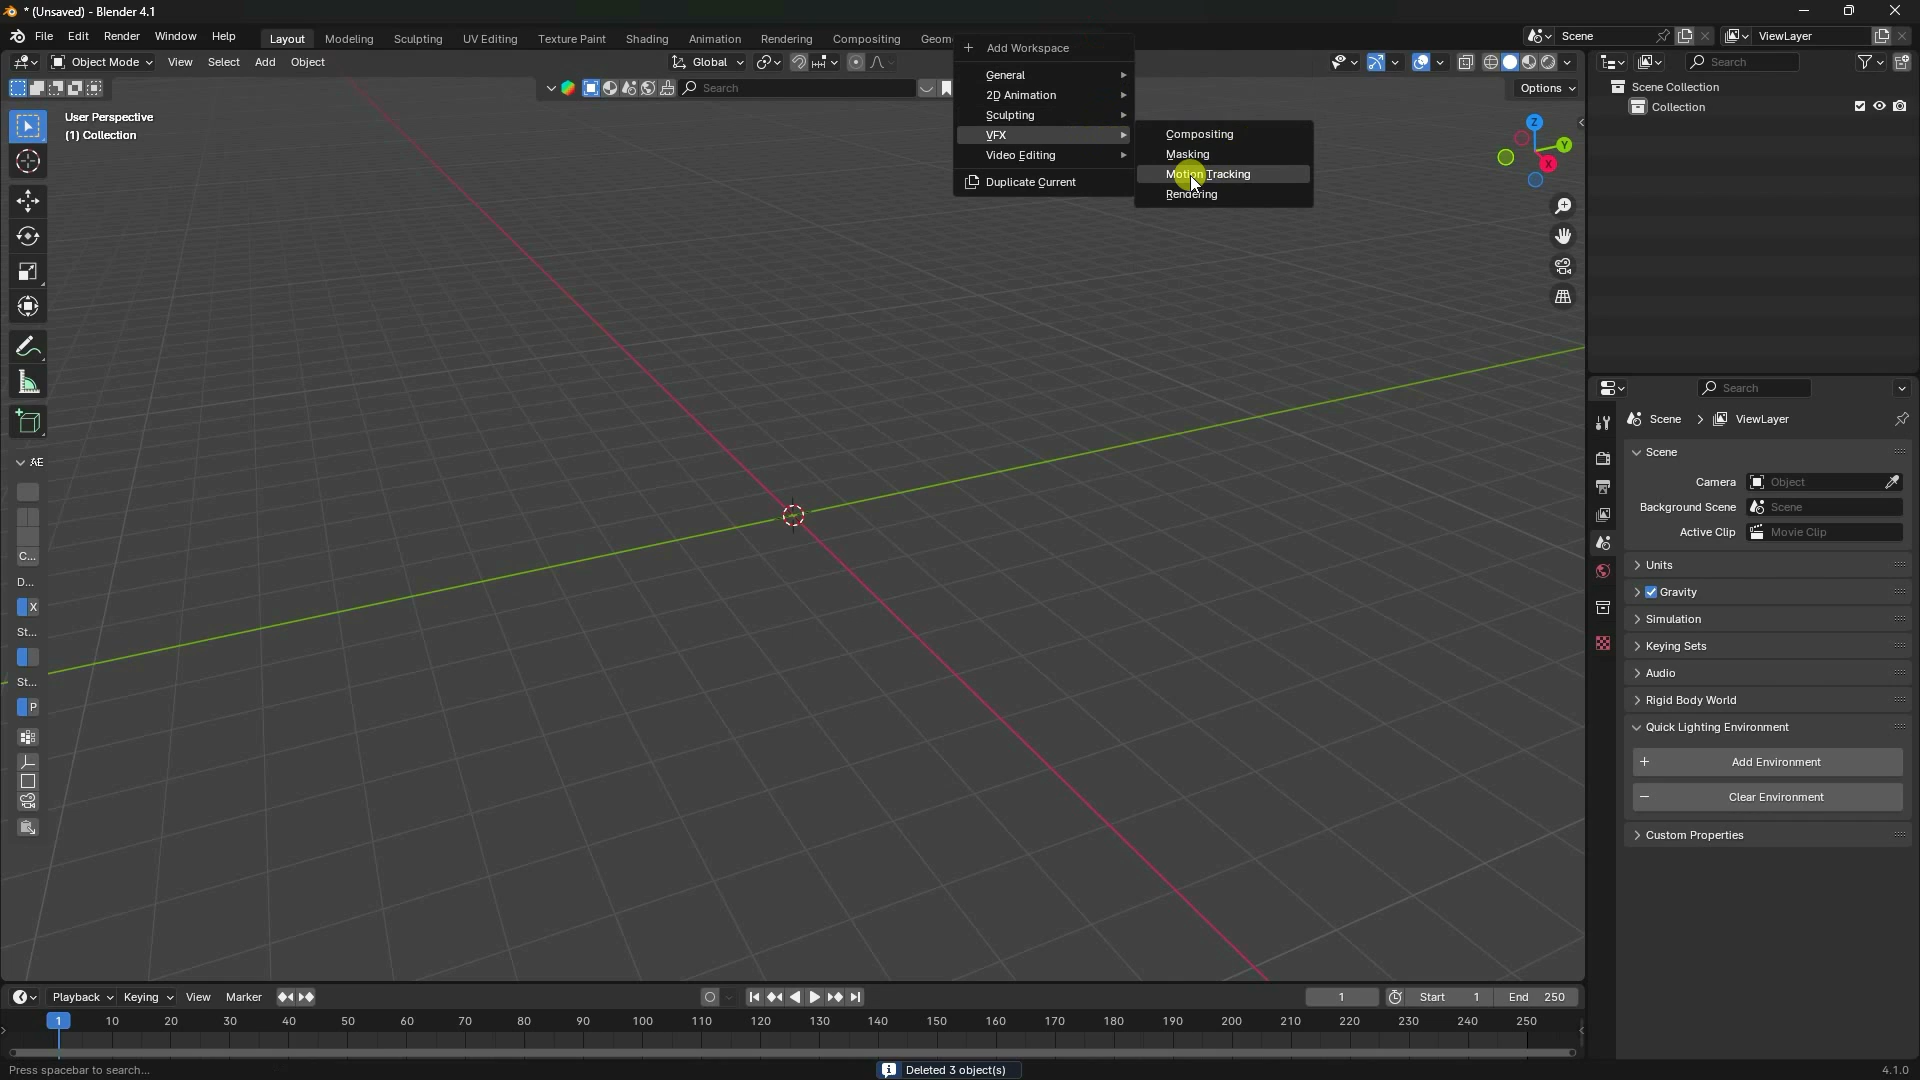 * (Unsaved) - Blender 4.1
File Edit Render Window Help
Layout Modeling Sculpting UV Editing Texture Paint Shading Animation Rendering Compositing Geom
Scene
ViewLayer
Object Mode View Select Add Object
Global
Search
Options
User Perspective
(1) Collection
Add Workspace
General
2D Animation
Sculpting
VFX
Video Editing
Duplicate Current
Compositing
Masking
Motion Tracking
Rendering
Z
Y
X
AE
C...
D...
X
St...
St...
P
Search
Scene Collection
Collection
Search
Scene > ViewLayer
Scene
Camera Object
Background Scene Scene
Active Clip Movie Clip
Units
Gravity
Simulation
Keying Sets
Audio
Rigid Body World
Quick Lighting Environment
Add Environment
Clear Environment
Custom Properties
Playback Keying View Marker
1 Start 1 End 250
1 10 20 30 40 50 60 70 80 90 100 110 120 130 140 150 160 170 180 190 200 210 220 230 240 250
Press spacebar to search...
Deleted 3 object(s)
4.1.0